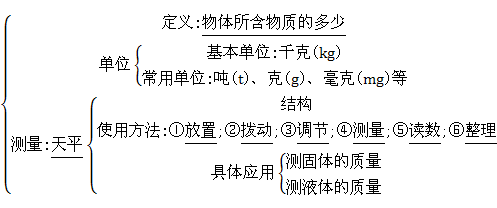 定义:物体所含物质的多少
单位
基本单位:千克(kg)
常用单位:吨(t)、克(g)、毫克(mg)等
测量:天平
结构
使用方法:①放置;②拨动;③调节;④测量;⑤读数;⑥整理
具体应用
测固体的质量
测液体的质量